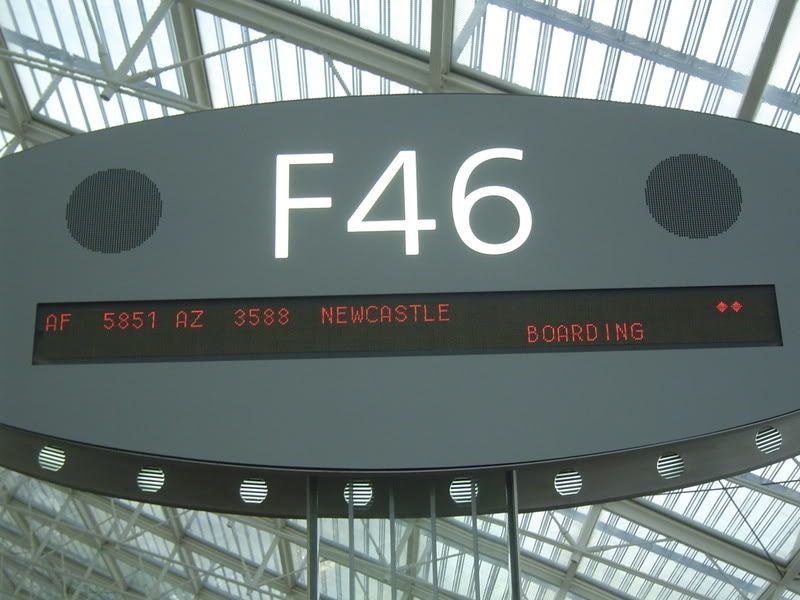 F46
AF 5851 AZ 3588 NEWCASTLE
BOARDING